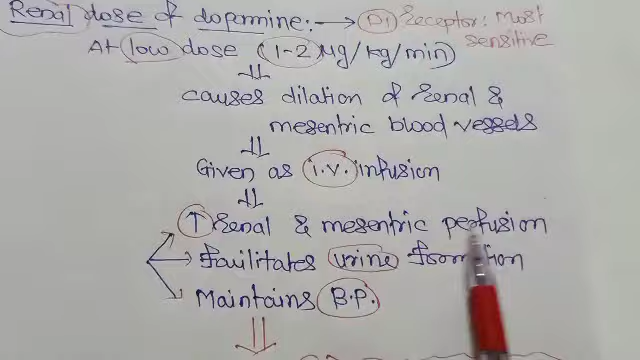 Renal dose of dopamine:→ D1 Receptor: Most sensitive
At low dose (1-2 μg/kg/min)
causes dilation of renal &
mesentric blood vessels
Given as i.v. infusion
↑ Renal & mesentric perfusion
Failitates urine formation
Maintains B.P.